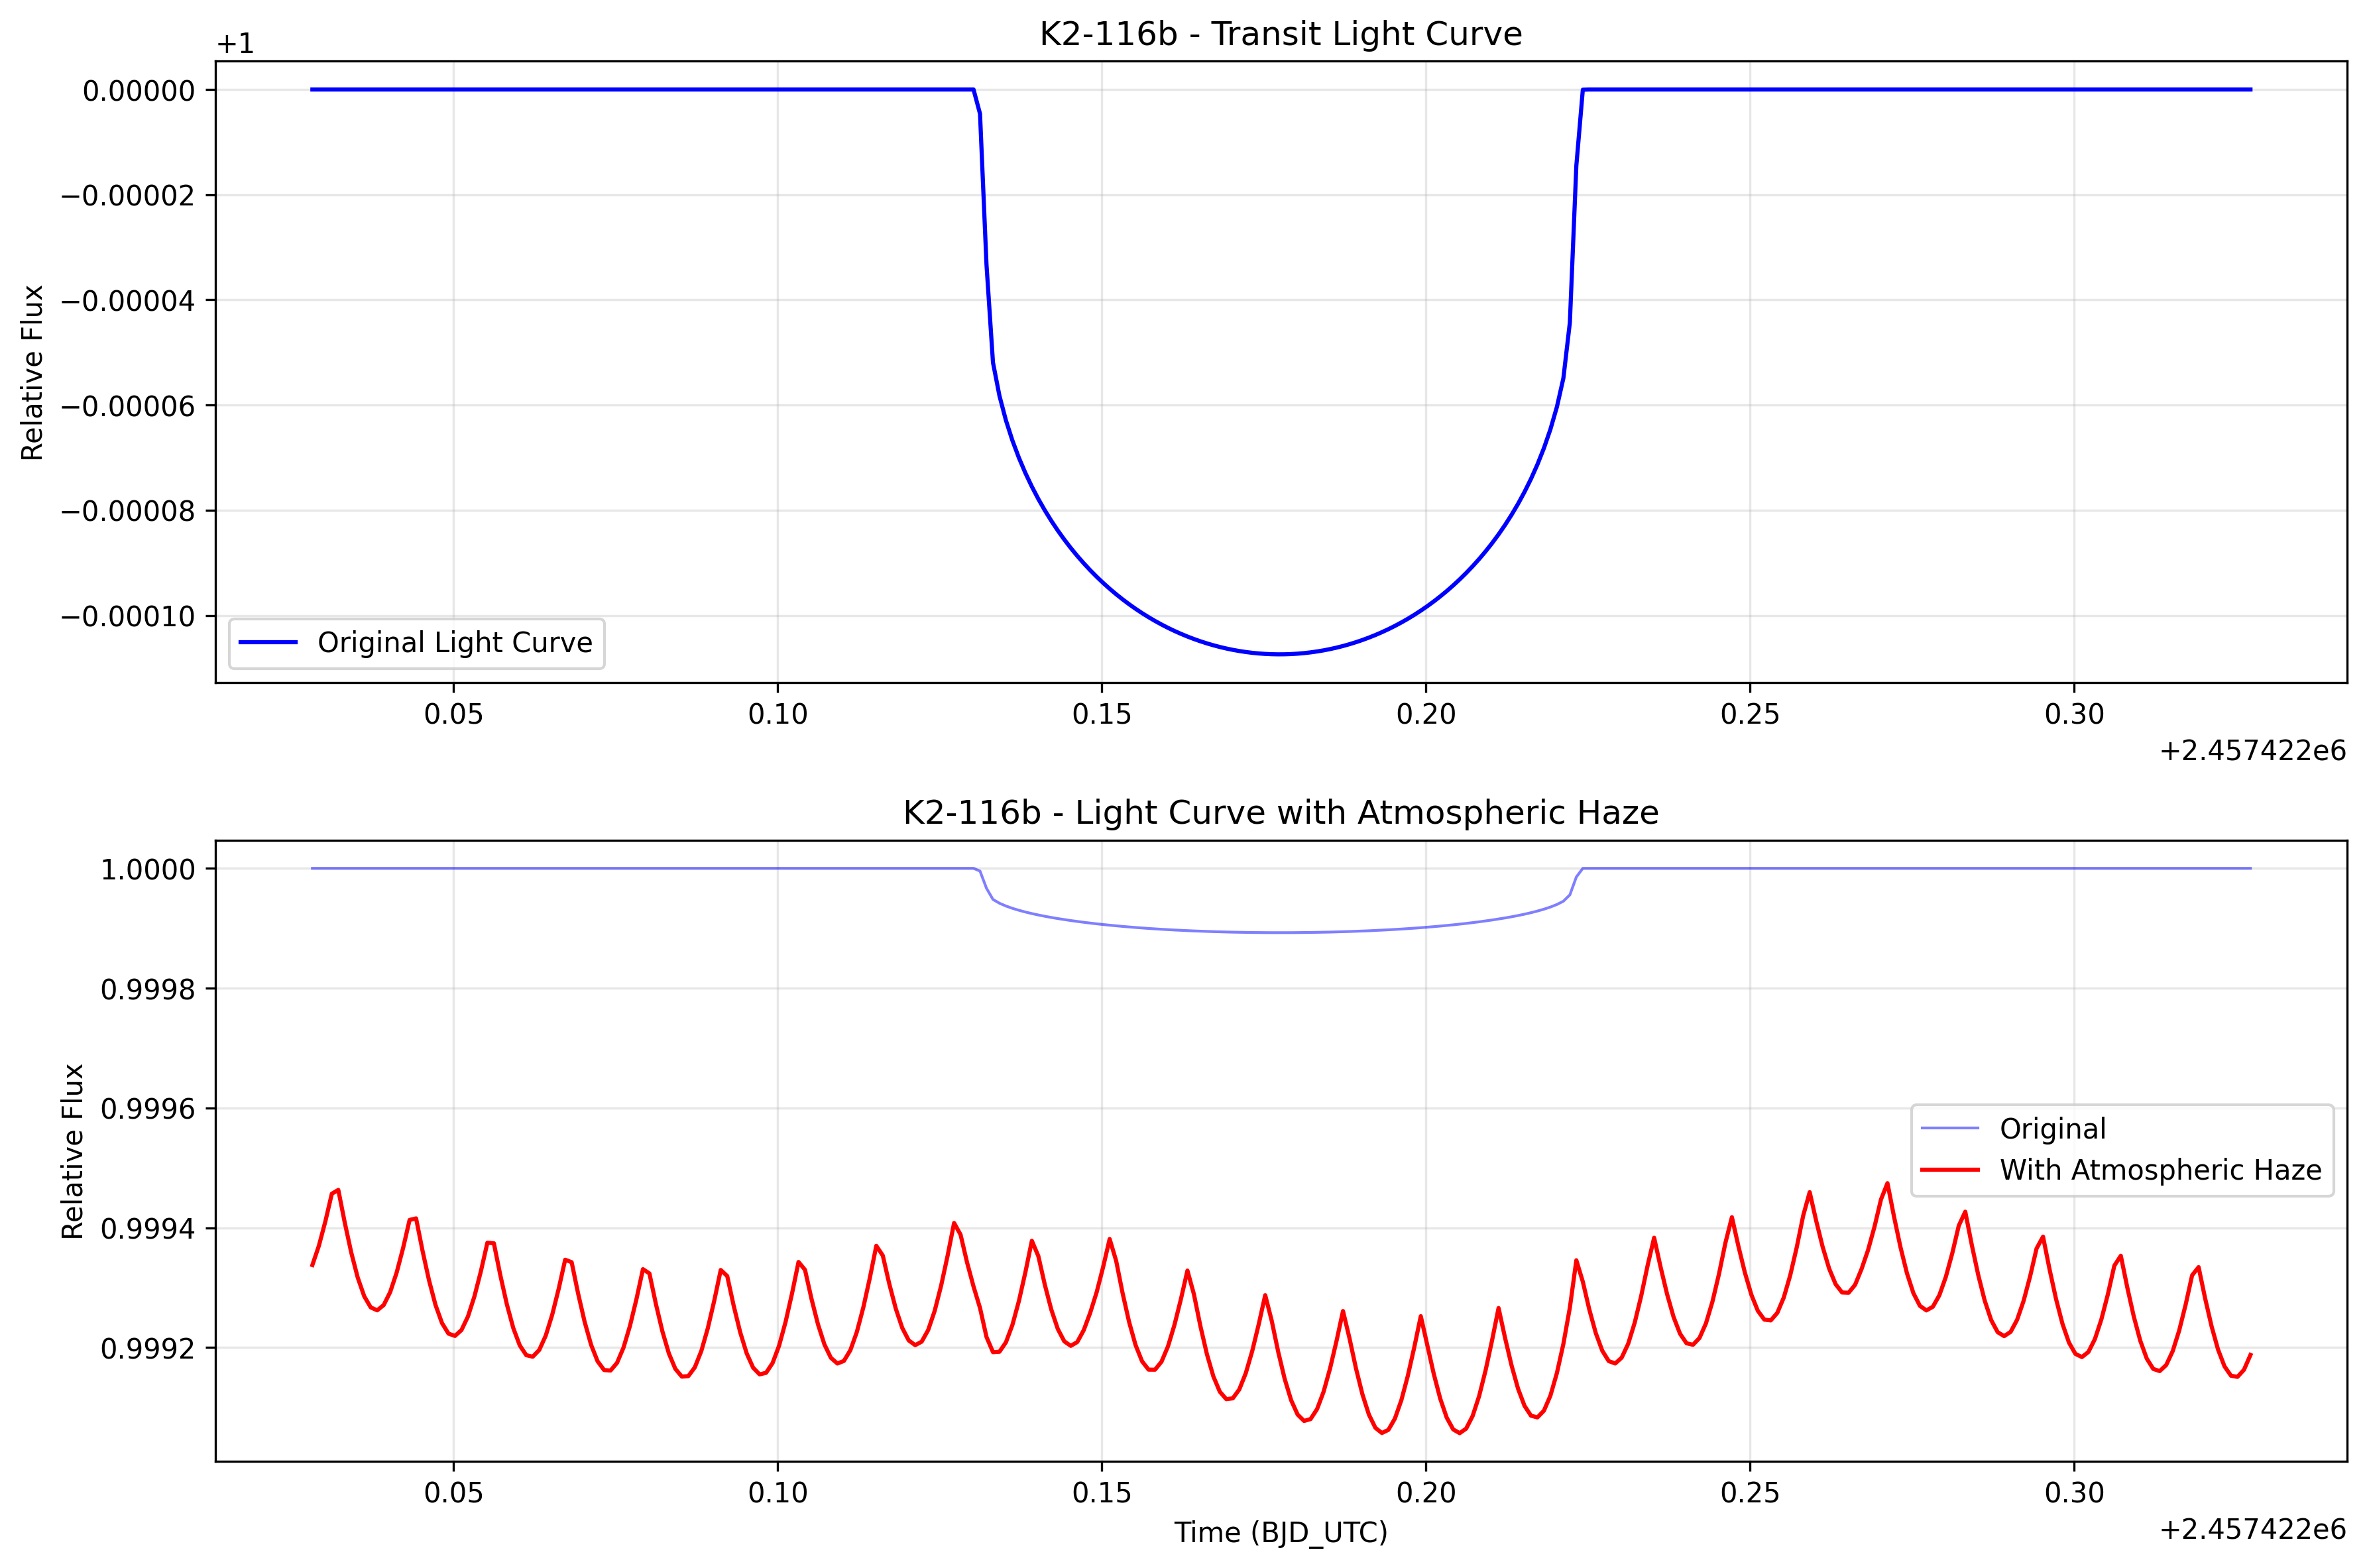 K2-116b - Transit Light Curve
+1
0.00000
−0.00002
−0.00004
−0.00006
−0.00008
−0.00010
Relative Flux
Original Light Curve
0.05 0.10 0.15 0.20 0.25 0.30
+2.457422e6
K2-116b - Light Curve with Atmospheric Haze
1.0000
0.9998
0.9996
0.9994
0.9992
Relative Flux
Original
With Atmospheric Haze
0.05 0.10 0.15 0.20 0.25 0.30
Time (BJD_UTC)
+2.457422e6